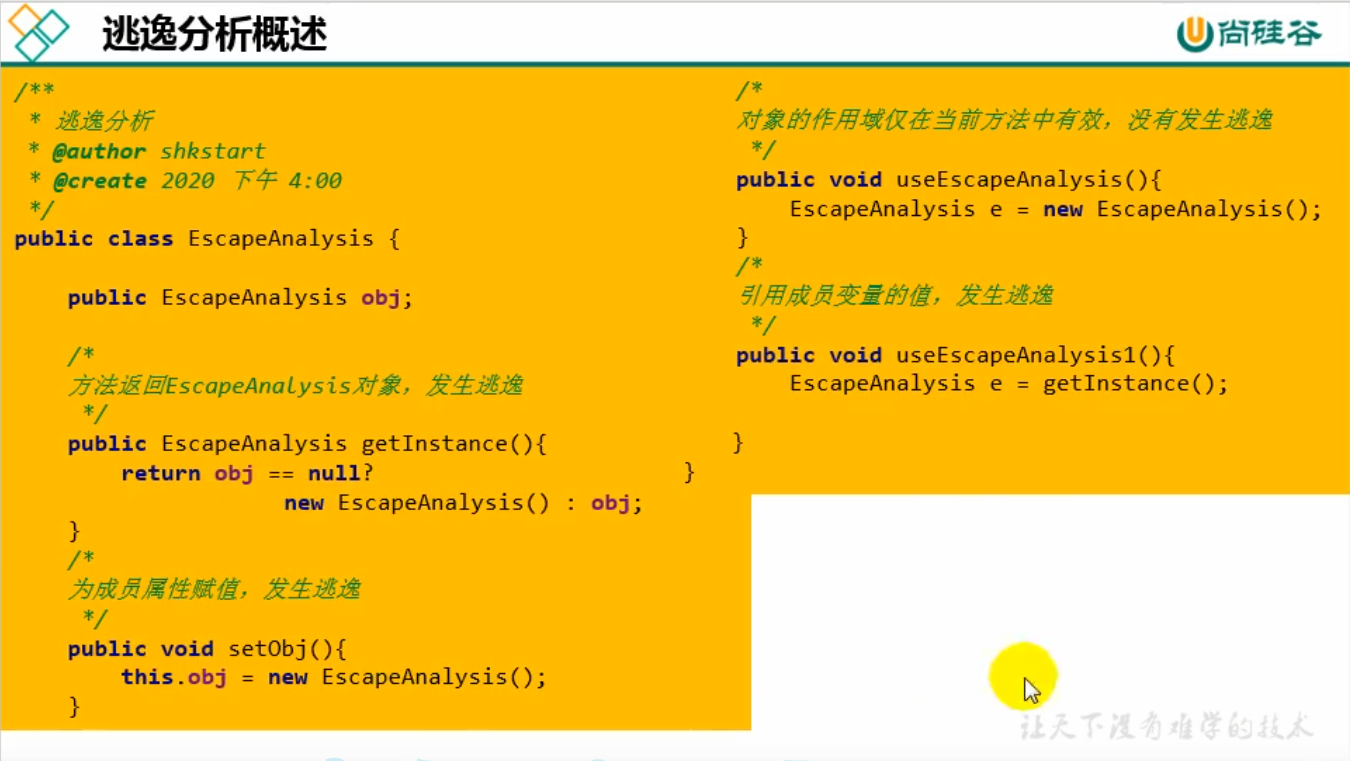 逃逸分析概述
尚硅谷
/**
 * 逃逸分析
 * @author shkstart
 * @create 2020 下午 4:00
 */
public class EscapeAnalysis {
    public EscapeAnalysis obj;
    /*
    方法返回EscapeAnalysis对象，发生逃逸
     */
    public EscapeAnalysis getInstance(){
        return obj == null?
                    new EscapeAnalysis() : obj;
    }
    /*
    为成员属性赋值，发生逃逸
     */
    public void setObj(){
        this.obj = new EscapeAnalysis();
    }
/*
对象的作用域仅在当前方法中有效，没有发生逃逸
 */
public void useEscapeAnalysis(){
    EscapeAnalysis e = new EscapeAnalysis();
}
/*
引用成员变量的值，发生逃逸
 */
public void useEscapeAnalysis1(){
    EscapeAnalysis e = getInstance();
}
}
让天下没有难学的技术